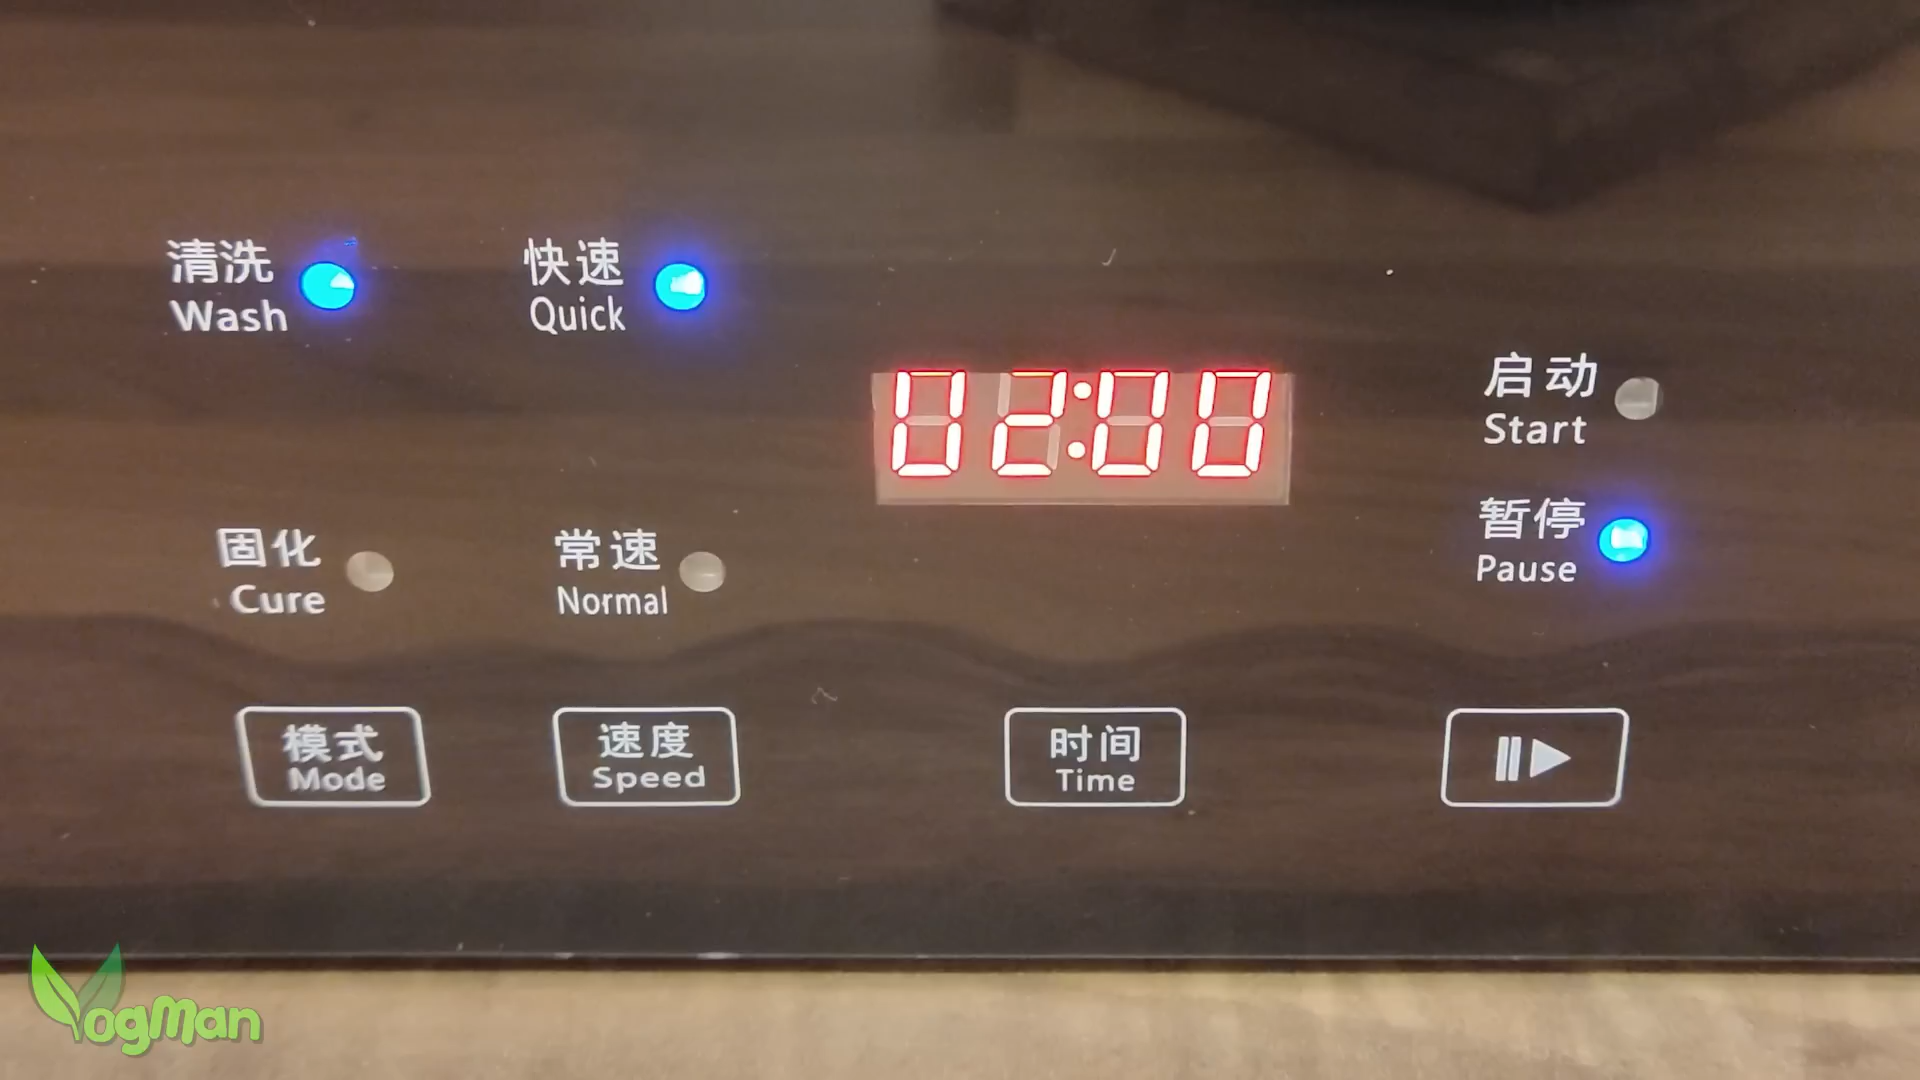 清洗
Wash
快速
Quick
02:00
启动
Start
暂停
Pause
固化
Cure
常速
Normal
模式
Mode
速度
Speed
时间
Time
YogMan